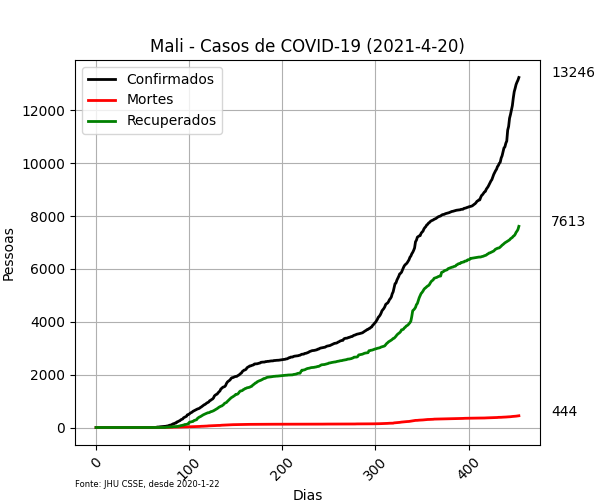 Mali - Casos de COVID-19 (2021-4-20)
Confirmados
Mortes
Recuperados
13246
7613
444
12000
10000
8000
6000
4000
2000
0
Pessoas
0
100
200
300
400
Dias
Fonte: JHU CSSE, desde 2020-1-22